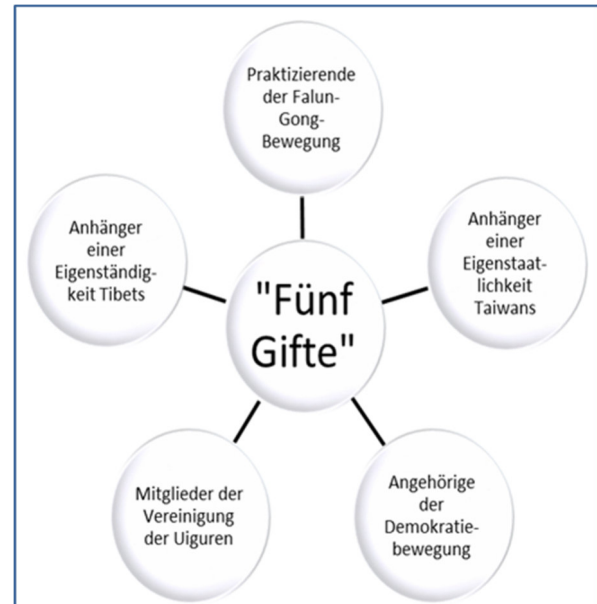 Praktizierende
der Falun-
Gong-
Bewegung
Anhänger
einer
Eigenständig-
keit Tibets
Anhänger
einer
Eigenstaat-
lichkeit
Taiwans
"Fünf
Gifte"
Mitglieder der
Vereinigung
der Uiguren
Angehörige
der
Demokratie-
bewegung